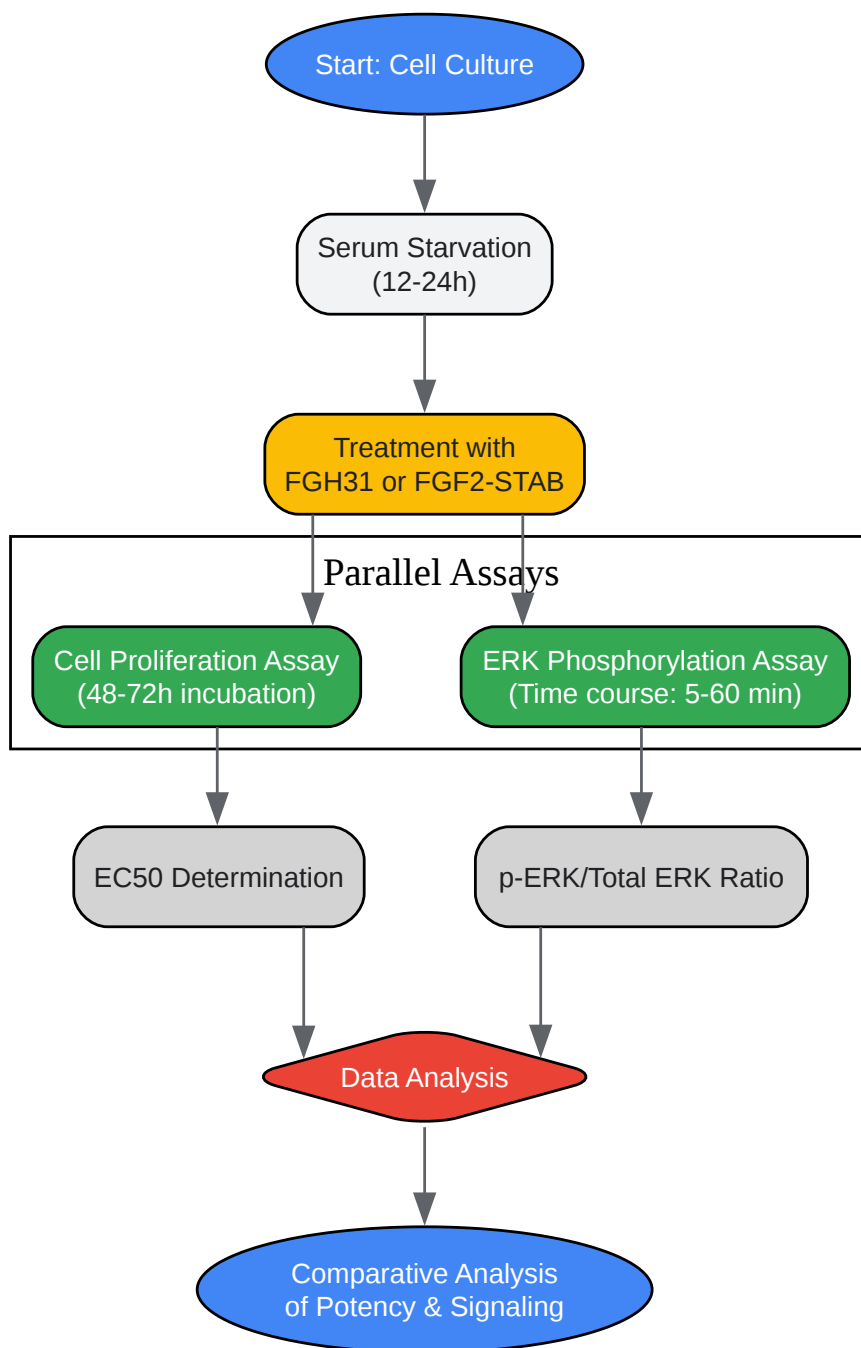 Start: Cell Culture
Serum Starvation
(12-24h)
Treatment with
FGH31 or FGF2-STAB
Parallel Assays
Cell Proliferation Assay
(48-72h incubation)
ERK Phosphorylation Assay
(Time course: 5-60 min)
EC50 Determination
p-ERK/Total ERK Ratio
Data Analysis
Comparative Analysis
of Potency & Signaling